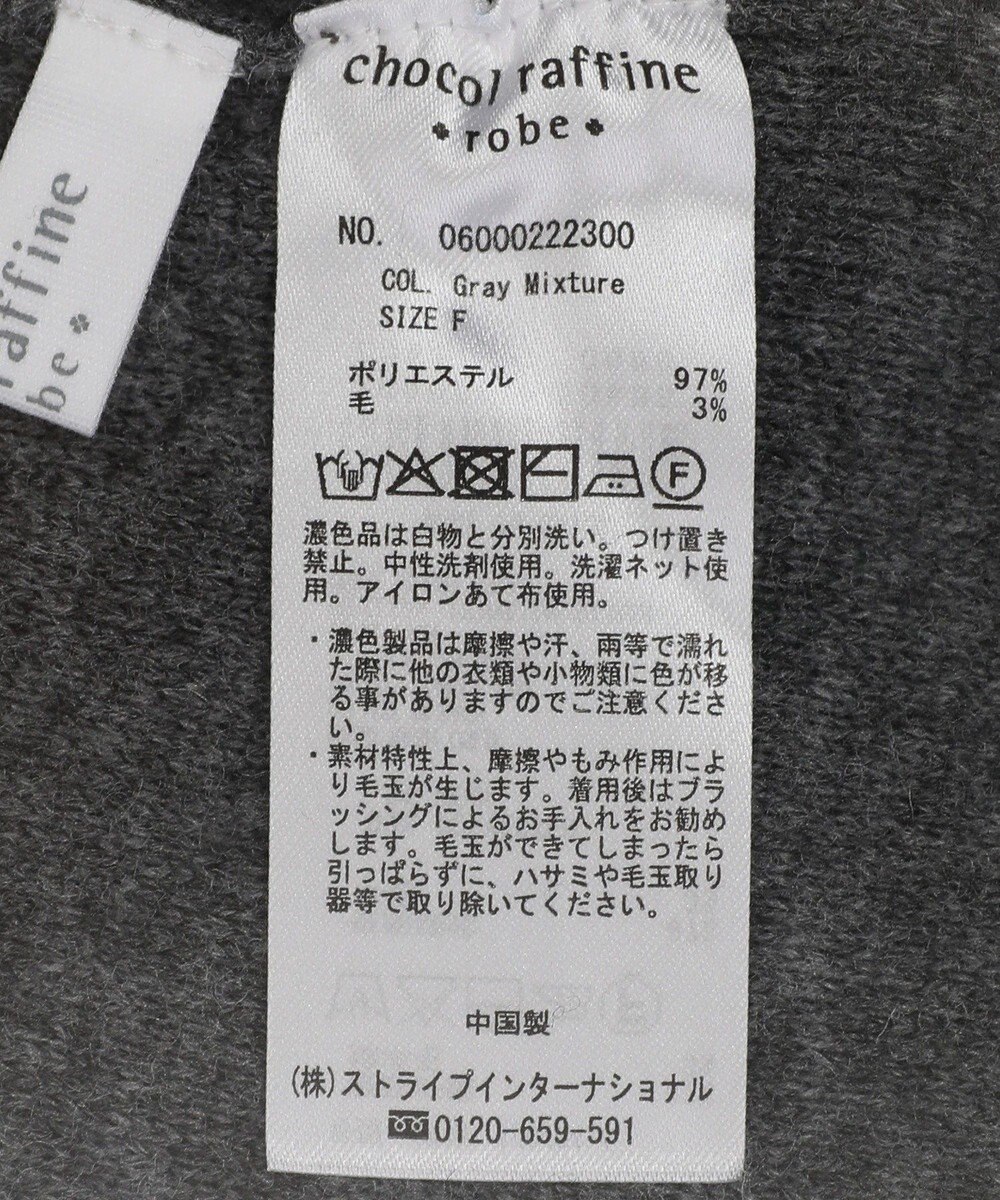 chocol raffine
robe
NO. 06000222300
COL. Gray Mixture
SIZE F
ポリエステル 97%
毛 3%
F
濃色品は白物と分別洗い。つけ置き
禁止。中性洗剤使用。洗濯ネット使
用。アイロンあて布使用。
・濃色製品は摩擦や汗、雨等で濡れ
た際に他の衣類や小物類に色が移
る事がありますのでご注意くださ
い。
・素材特性上、摩擦やもみ作用によ
り毛玉が生じます。着用後はブラ
ッシングによるお手入れをお勧め
します。毛玉ができてしまったら
引っぱらずに、ハサミや毛玉取り
器等で取り除いてください。
中国製
(株)ストライプインターナショナル
0120-659-591
raffine
be